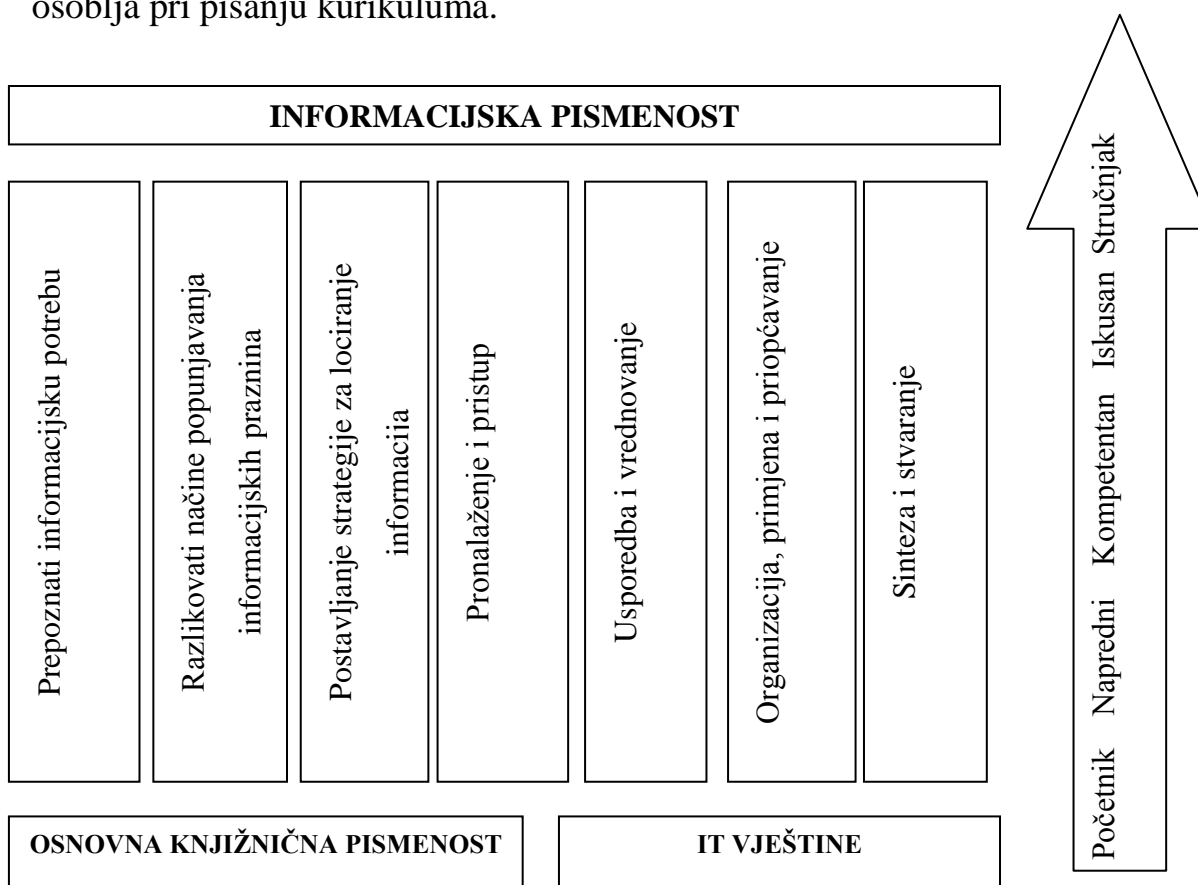 osoblja pri pisanju kurikuluma.
INFORMACIJSKA PISMENOST
Prepoznati informacijsku potrebu
Razlikovati načine popunjavanja
informacijskih praznina
Postavljanje strategije za lociranje
informacija
Pronalaženje i pristup
Usporedba i vrednovanje
Organizacija, primjena i priopćavanje
Sinteza i stvaranje
OSNOVNA KNJIŽNIČNA PISMENOST
IT VJEŠTINE
Početnik Napredni Kompetentan Iskusan Stručnjak